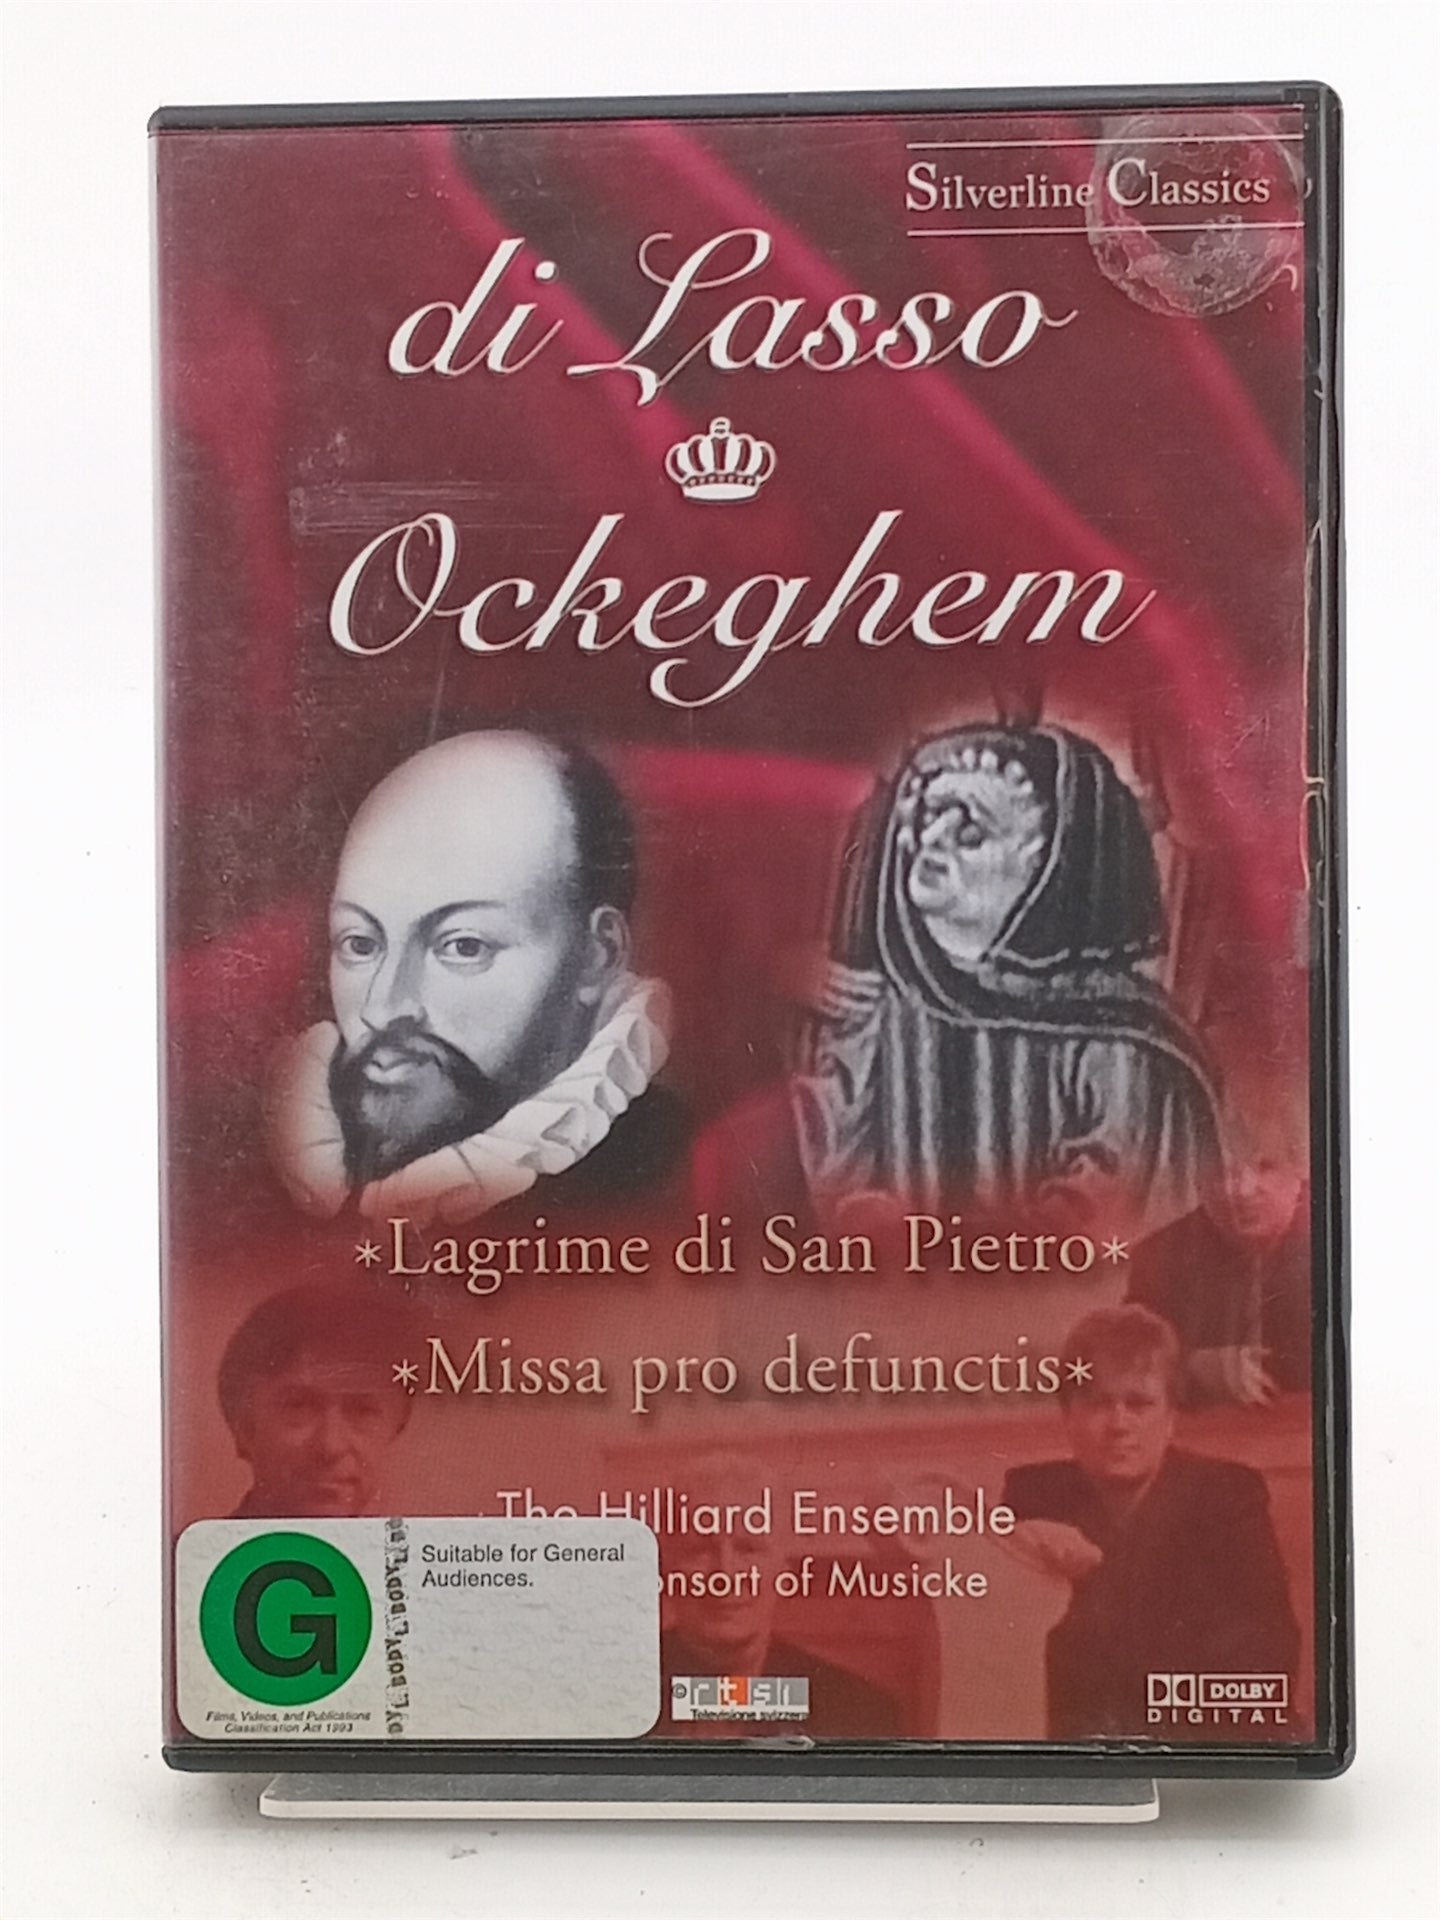 Silverline Classics
di Lasso
Ockeghem
*Lagrime di San Pietro*
*Missa pro defunctis*
The Hilliard Ensemble
onsort of Musicke
G
Suitable for General
Audiences.
Films, Videos, and Publications
Classification Act 1993
© rtsi
Televisione svizzera
DOLBY
DIGITAL